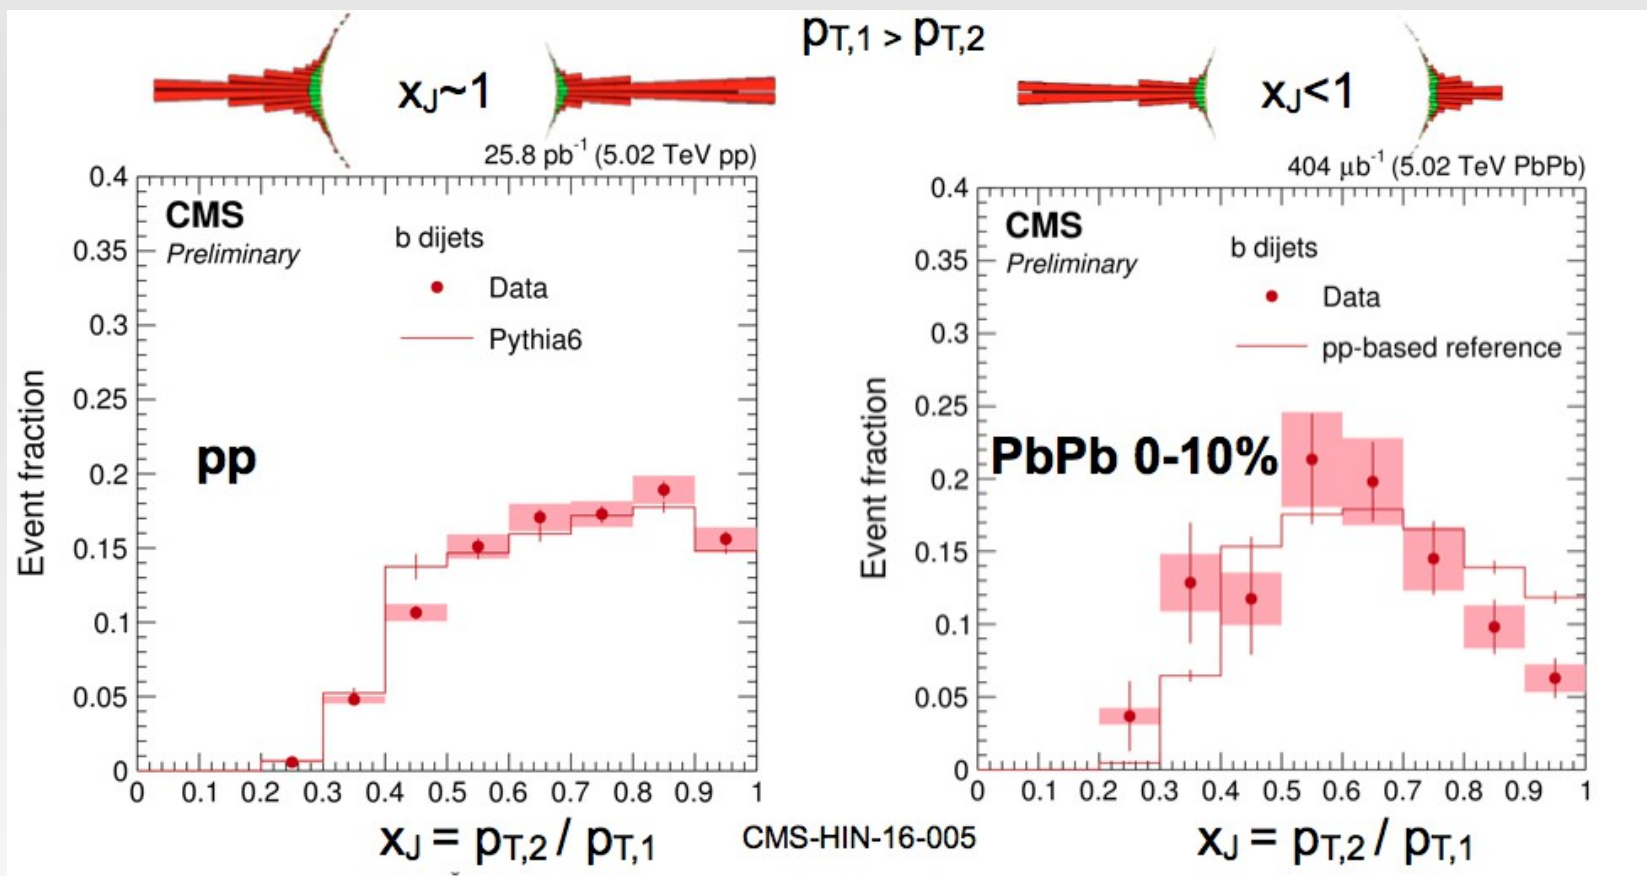 pT,1 > pT,2
xJ~1
xJ<1
25.8 pb-1 (5.02 TeV pp)
CMS
Preliminary
b dijets
Data
Pythia6
pp
Event fraction
0.4
0.35
0.3
0.25
0.2
0.15
0.1
0.05
0
0 0.1 0.2 0.3 0.4 0.5 0.6 0.7 0.8 0.9 1
xJ = pT,2 / pT,1
404 μb-1 (5.02 TeV PbPb)
CMS
Preliminary
b dijets
Data
pp-based reference
PbPb 0-10%
Event fraction
0.4
0.35
0.3
0.25
0.2
0.15
0.1
0.05
0
0 0.1 0.2 0.3 0.4 0.5 0.6 0.7 0.8 0.9 1
CMS-HIN-16-005
xJ = pT,2 / pT,1